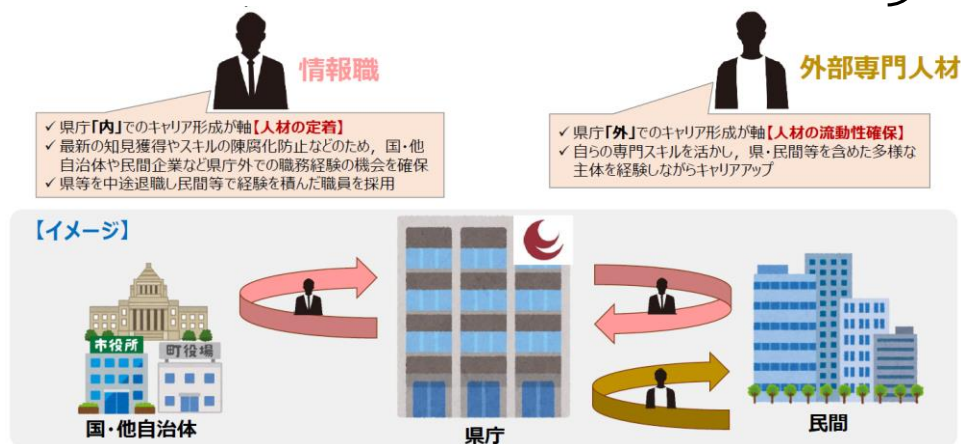 情報職
✓ 県庁「内」でのキャリア形成が軸【人材の定着】
✓ 最新の知見獲得やスキルの陳腐化防止などのため，国・他
自治体や民間企業など県庁外での職務経験の機会を確保
✓ 県等を中途退職し民間等で経験を積んだ職員を採用
外部専門人材
✓ 県庁「外」でのキャリア形成が軸【人材の流動性確保】
✓ 自らの専門スキルを活かし，県・民間等を含めた多様な
主体を経験しながらキャリアアップ
【イメージ】
市役所
町役場
国・他自治体
県庁
民間